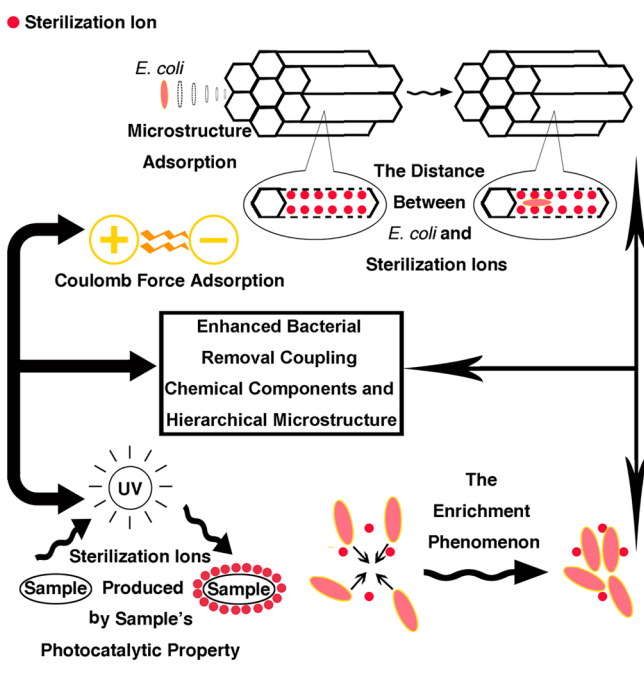 Sterilization Ion
E. coli
Microstructure
Adsorption
The Distance
Between
E. coli and
Sterilization Ions
+
−
Coulomb Force Adsorption
Enhanced Bacterial
Removal Coupling
Chemical Components and
Hierarchical Microstructure
UV
Sterilization Ions
Sample Produced Sample
by Sample's
Photocatalytic Property
The
Enrichment
Phenomenon